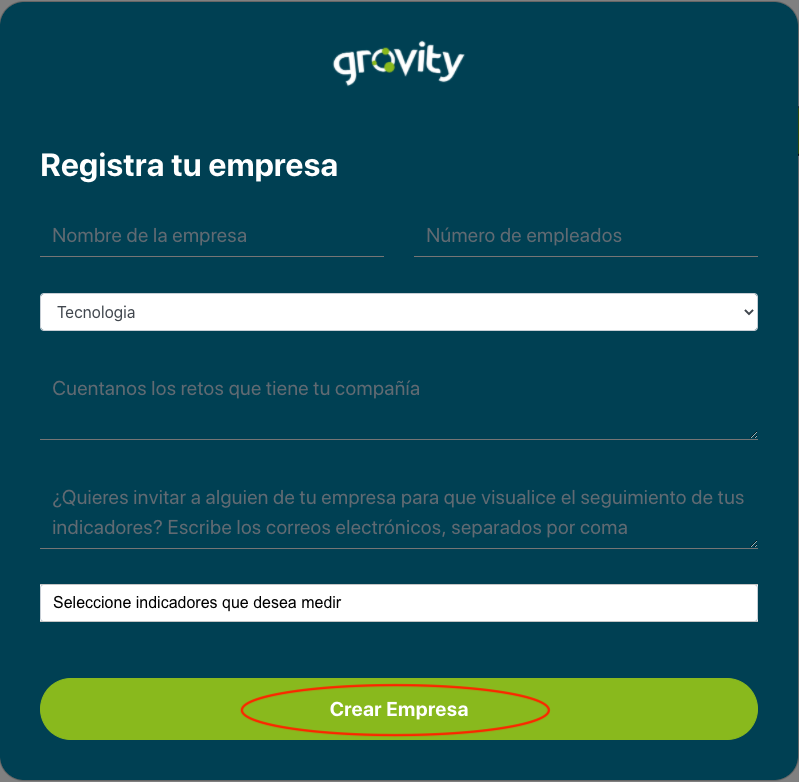 grovity
Registra tu empresa
Nombre de la empresa
Número de empleados
Tecnologia
Cuentanos los retos que tiene tu compañía
¿Quieres invitar a alguien de tu empresa para que visualice el seguimiento de tus
indicadores? Escribe los correos electrónicos, separados por coma
Seleccione indicadores que desea medir
Crear Empresa